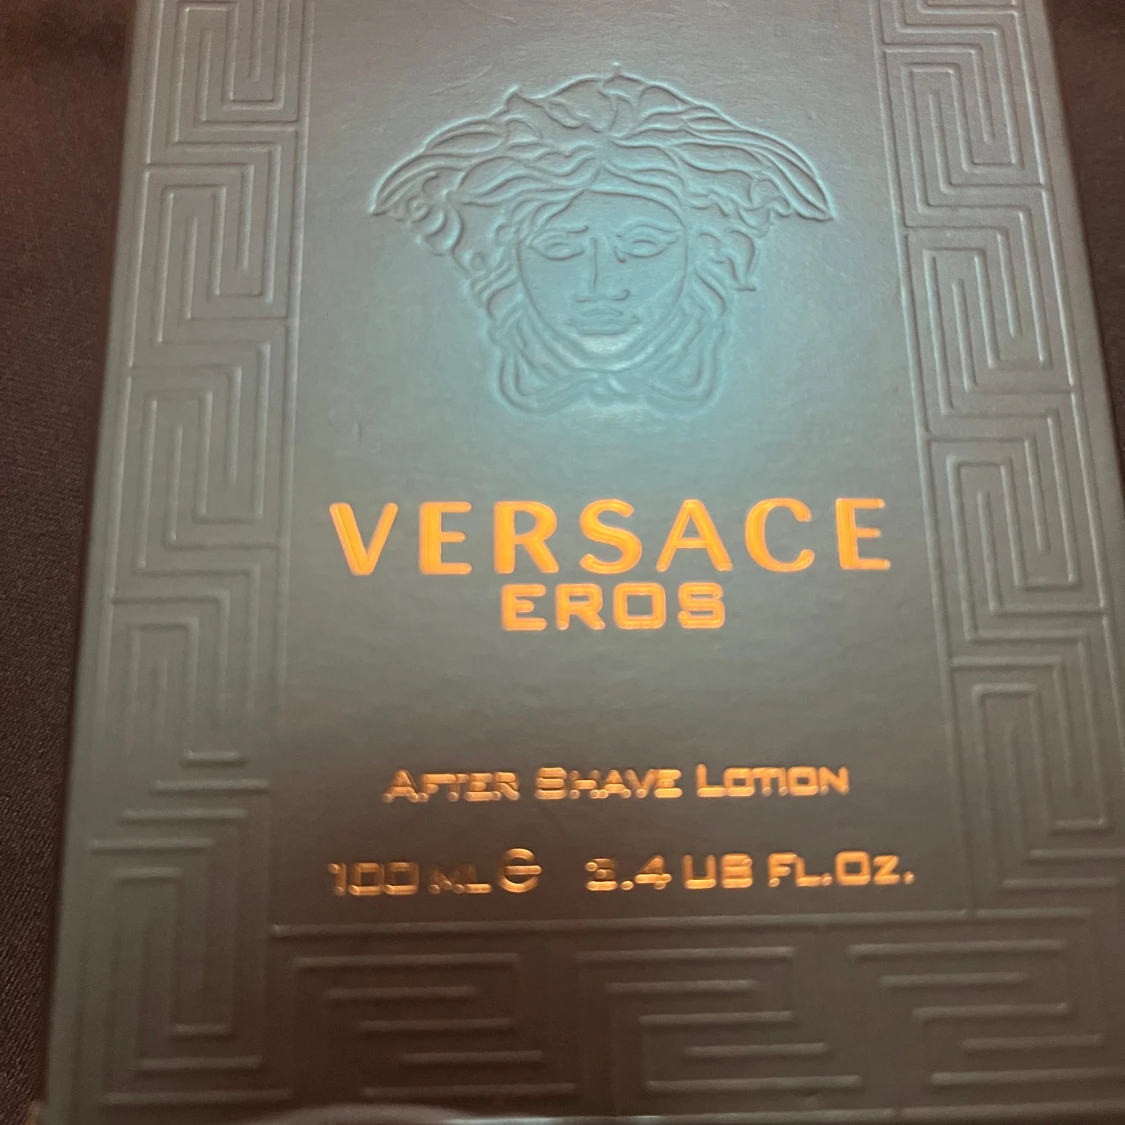 VERSACE
EROS
AFTER SHAVE LOTION
100 ML ℮ 3.4 US FL.OZ.